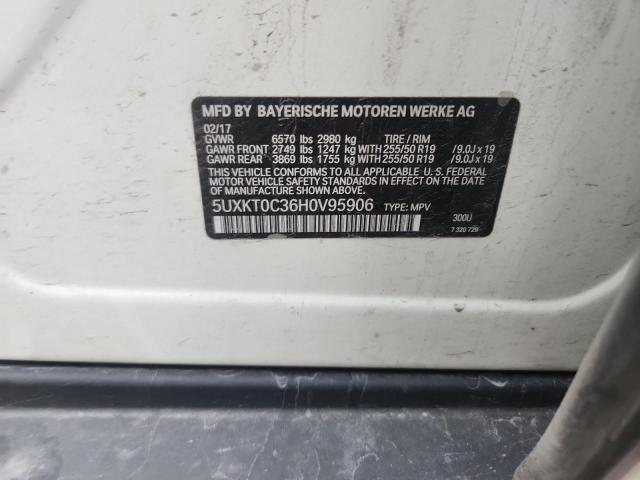 MFD BY BAYERISCHE MOTOREN WERKE AG
02/17
GVWR 6570 lbs 2980 kg TIRE / RIM
GAWR FRONT 2749 lbs 1247 kg WITH 255/50 R19 / 9.0J x 19
GAWR REAR 3869 lbs 1755 kg WITH 255/50 R19 / 9.0J x 19
THIS VEHICLE CONFORMS TO ALL APPLICABLE U. S. FEDERAL
MOTOR VEHICLE SAFETY STANDARDS IN EFFECT ON THE
DATE OF MANUFACTURE SHOWN ABOVE.
5UXKT0C36H0V95906 TYPE: MPV
300U
7 320 729